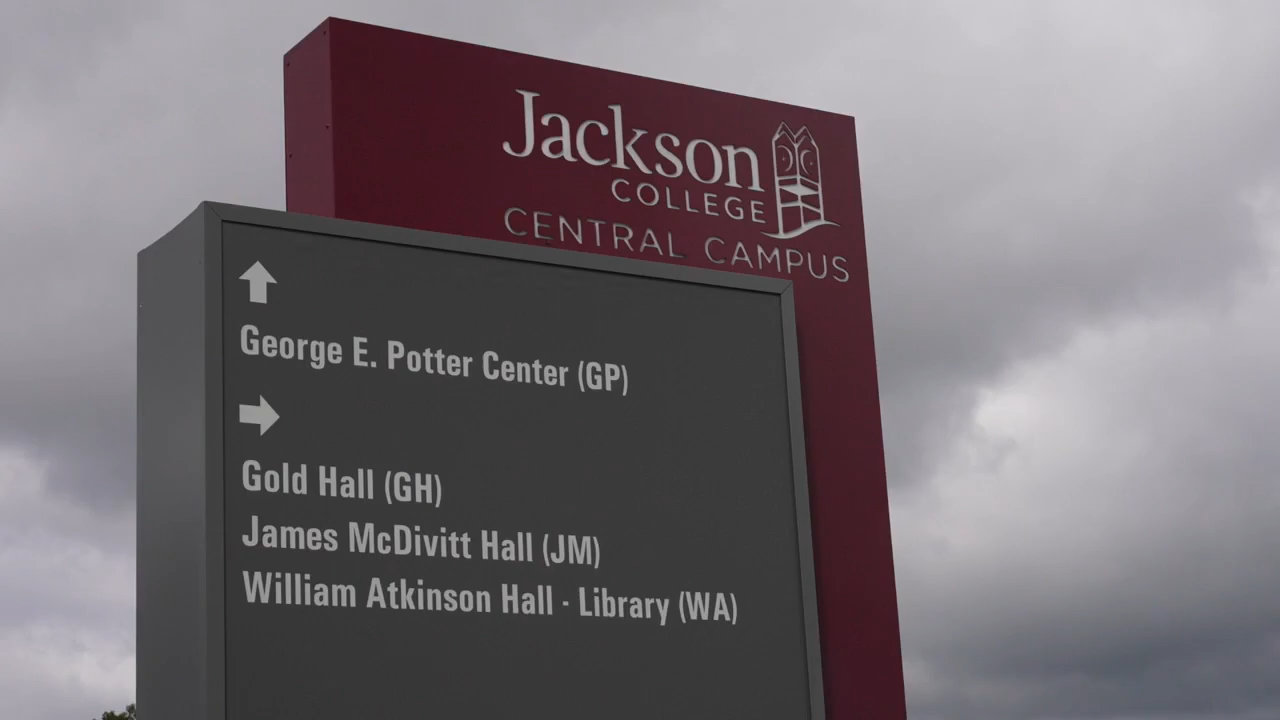 Jackson
COLLEGE
CENTRAL CAMPUS
George E. Potter Center (GP)
Gold Hall (GH)
James McDivitt Hall (JM)
William Atkinson Hall - Library (WA)